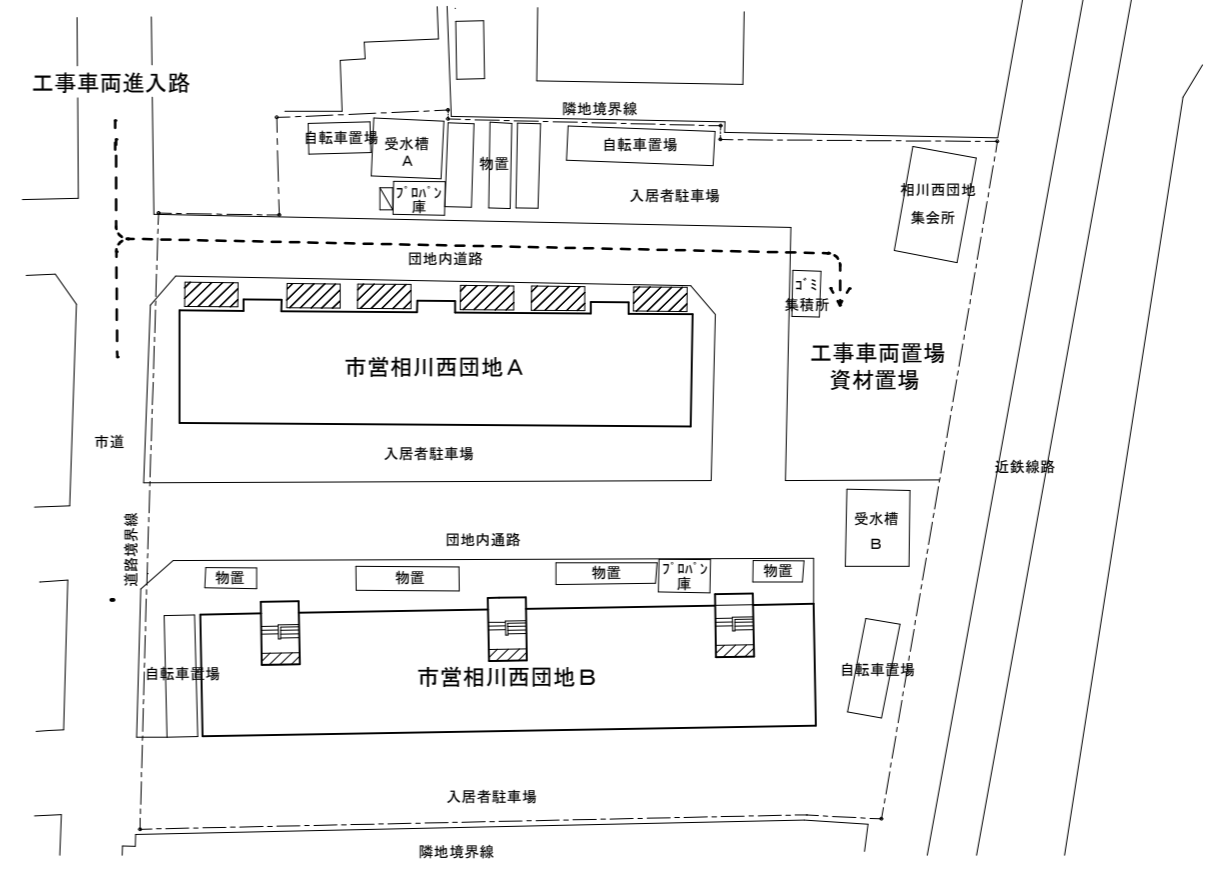 工事車両進入路
隣地境界線
自転車置場
受水槽
A
物置
自転車置場
プロパン
庫
入居者駐車場
相川西団地
集会所
団地内道路
ゴミ
集積所
工事車両置場
資材置場
市営相川西団地A
市道
入居者駐車場
近鉄線路
道路境界線
受水槽
B
団地内通路
物置
物置
物置
プロパン
庫
物置
自転車置場
市営相川西団地B
自転車置場
入居者駐車場
隣地境界線